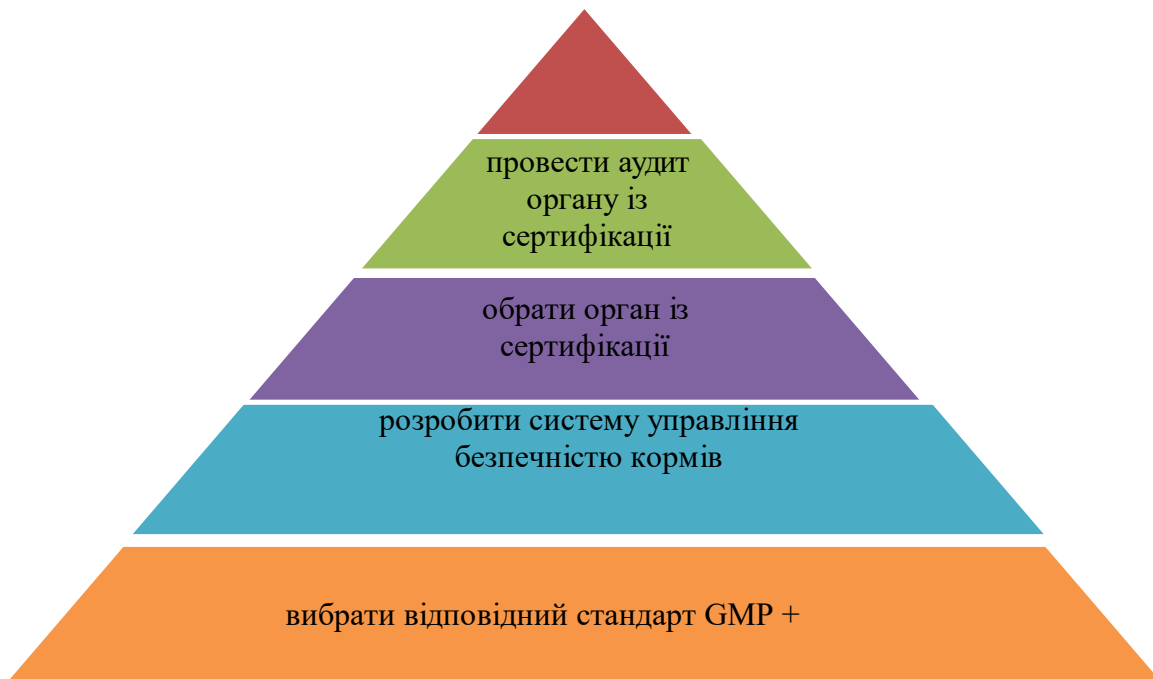 провести аудит
органу із
сертифікації
обрати орган із
сертифікації
розробити систему управління
безпечністю кормів
вибрати відповідний стандарт GMP +